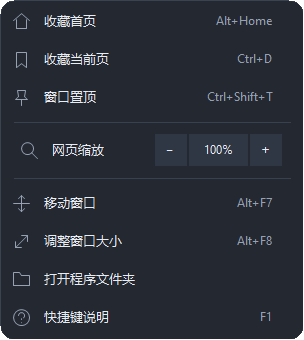 收藏首页 Alt+Home
收藏当前页 Ctrl+D
窗口置顶 Ctrl+Shift+T
网页缩放 − 100% +
移动窗口 Alt+F7
调整窗口大小 Alt+F8
打开程序文件夹
快捷键说明 F1